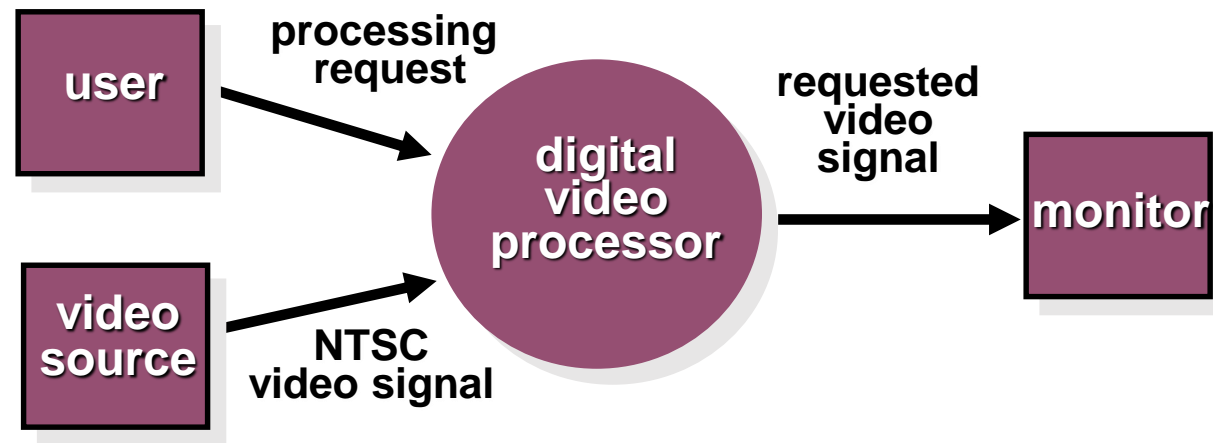 user
processing
request
digital
video
processor
requested
video
signal
monitor
video
source
NTSC
video signal